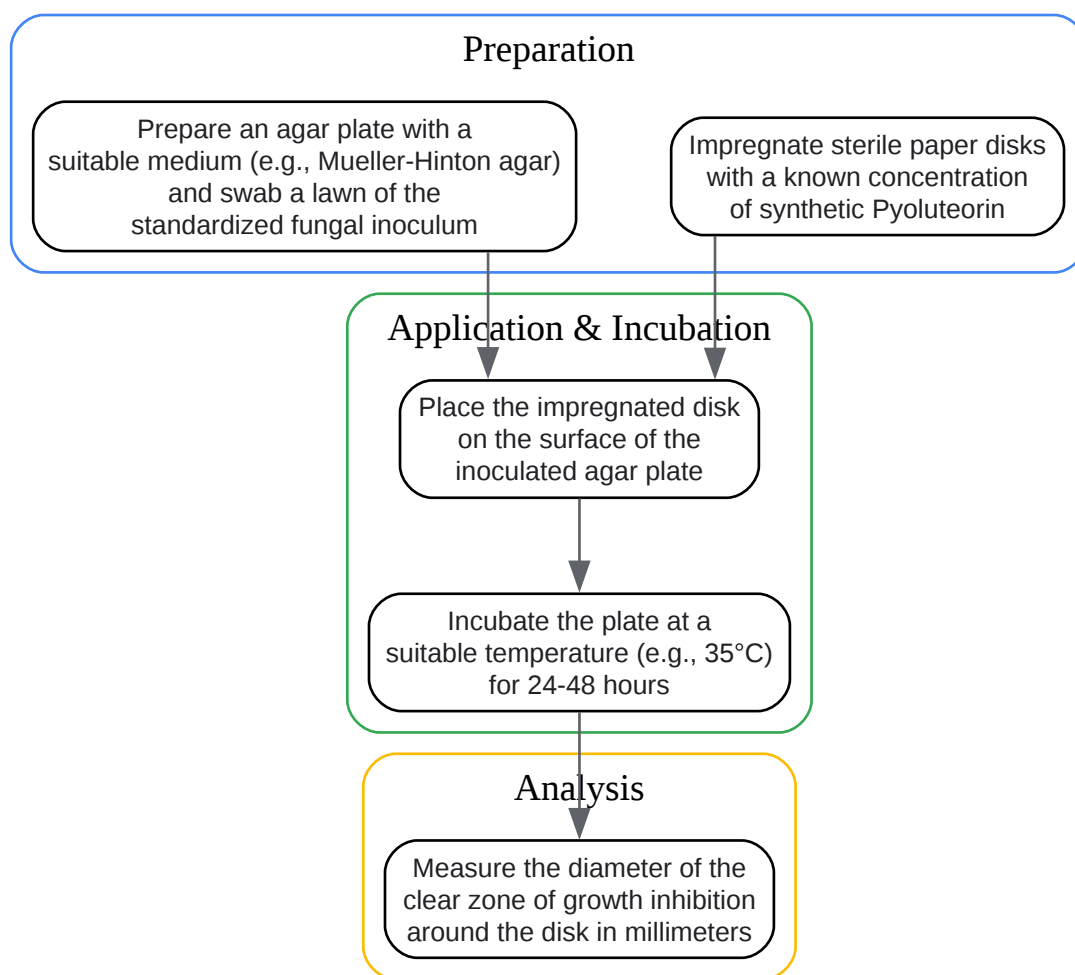 Preparation
Prepare an agar plate with a
suitable medium (e.g., Mueller-Hinton agar)
and swab a lawn of the
standardized fungal inoculum
Impregnate sterile paper disks
with a known concentration
of synthetic Pyoluteorin
Application & Incubation
Place the impregnated disk
on the surface of the
inoculated agar plate
Incubate the plate at a
suitable temperature (e.g., 35°C)
for 24-48 hours
Analysis
Measure the diameter of the
clear zone of growth inhibition
around the disk in millimeters